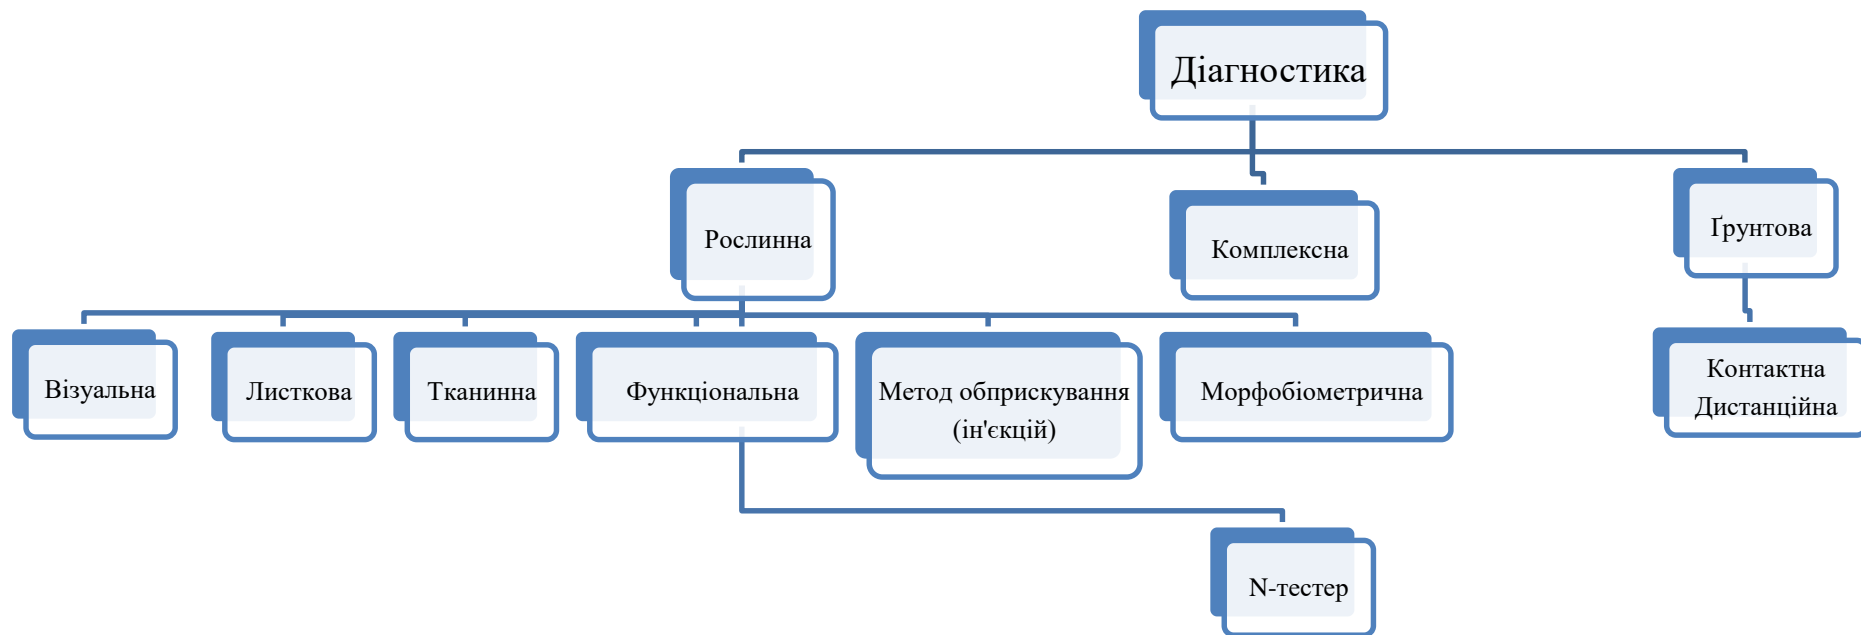 Діагностика
Рослинна
Комплексна
Ґрунтова
Візуальна
Листкова
Тканинна
Функціональна
Метод обприскування
(ін'єкцій)
Морфобіометрична
Контактна
Дистанційна
N-тестер